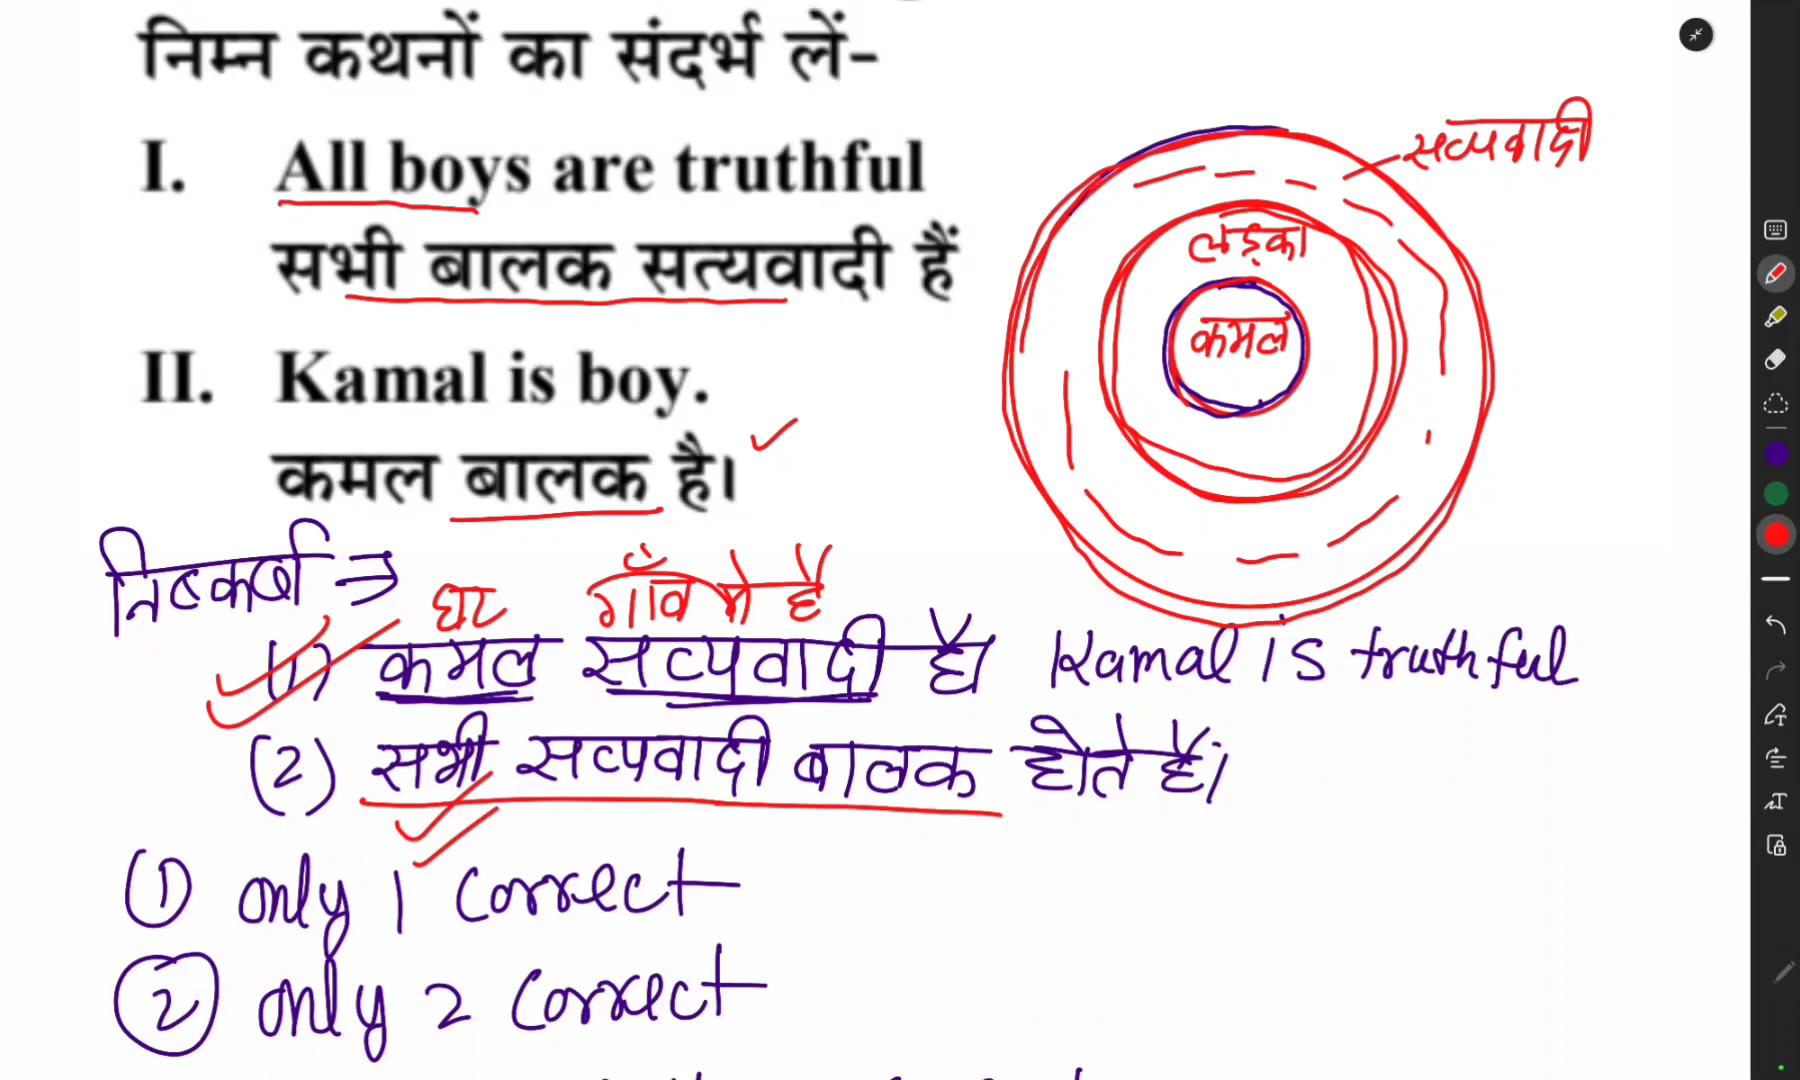 निम्न कथनों का संदर्भ लें-
I. All boys are truthful
सभी बालक सत्यवादी हैं
II. Kamal is boy.
कमल बालक है।
सत्यवादी
लड़का
कमल
निष्कर्ष ⇒
घर गाँव में है
(1) कमल सत्यवादी है। Kamal is truthful
(2) सभी सत्यवादी बालक होते हैं।
① only 1 correct
② only 2 correct